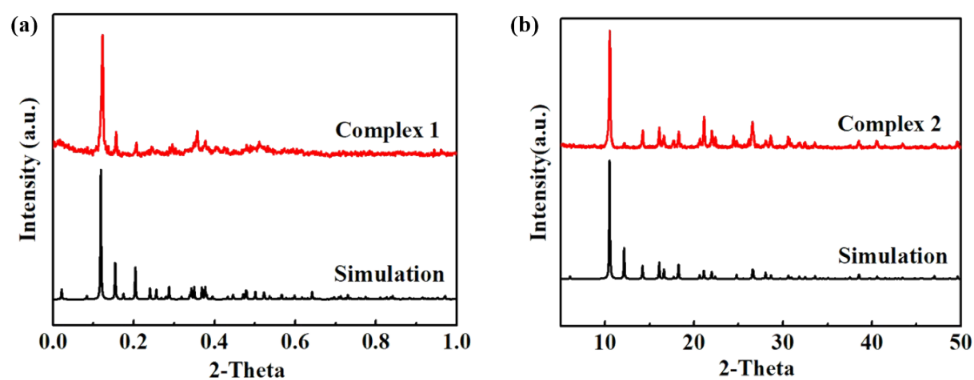 (a)
Intensity (a.u.)
Complex 1
Simulation
0.0 0.2 0.4 0.6 0.8 1.0
2-Theta
(b)
Intensity(a.u.)
Complex 2
Simulation
10 20 30 40 50
2-Theta